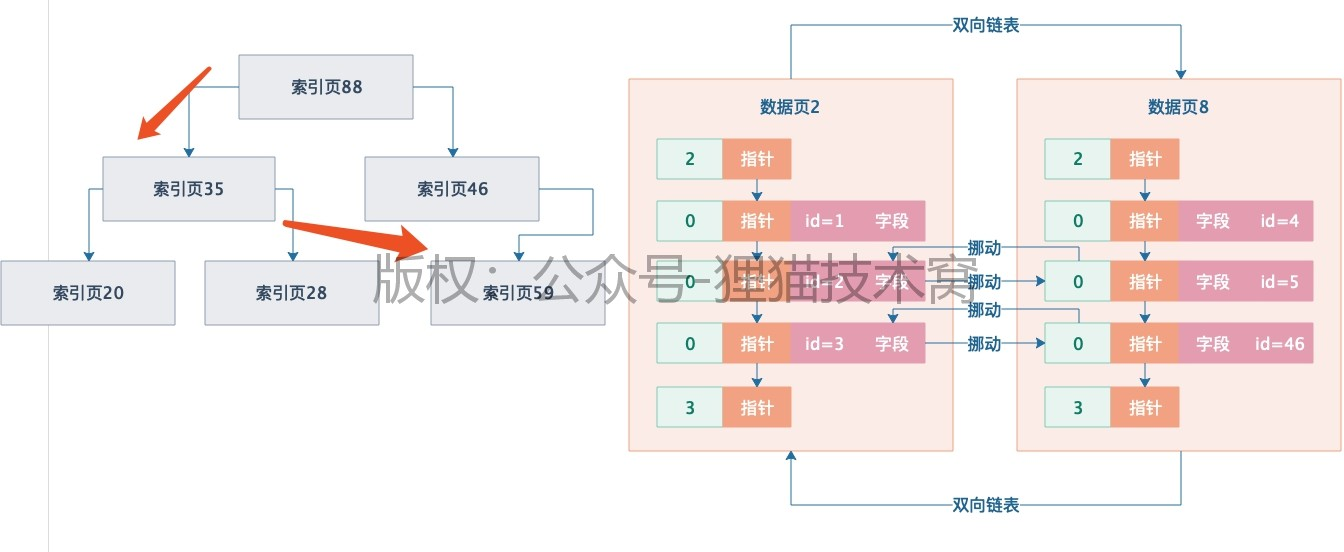 双向链表
索引页88
索引页35
索引页46
索引页20
索引页28
索引页59
数据页2
2 指针
0 指针 id=1 字段
0 指针 id=2 字段
0 指针 id=3 字段
3 指针
挪动
挪动
挪动
挪动
数据页8
2 指针
0 指针 字段 id=4
0 指针 字段 id=5
0 指针 字段 id=46
3 指针
双向链表
版权：公众号-狸猫技术窝